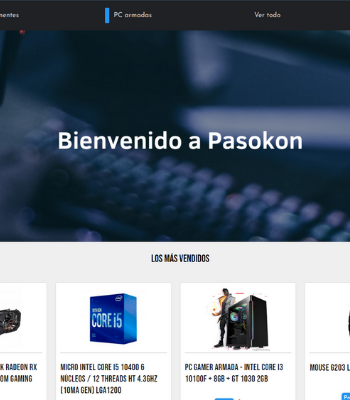 nentes
PC armadas
Ver todo
Bienvenido a Pasokon
LOS MÁS VENDIDOS
intel
CORE i5
K RADEON RX
OM GAMING
MICRO INTEL CORE I5 10400 6
NÚCLEOS / 12 THREADS HT 4.3GHZ
(10MA GEN) LGA1200
PC GAMER ARMADA - INTEL CORE I3
10100F + 8GB + GT 1030 2GB
MOUSE G203 L